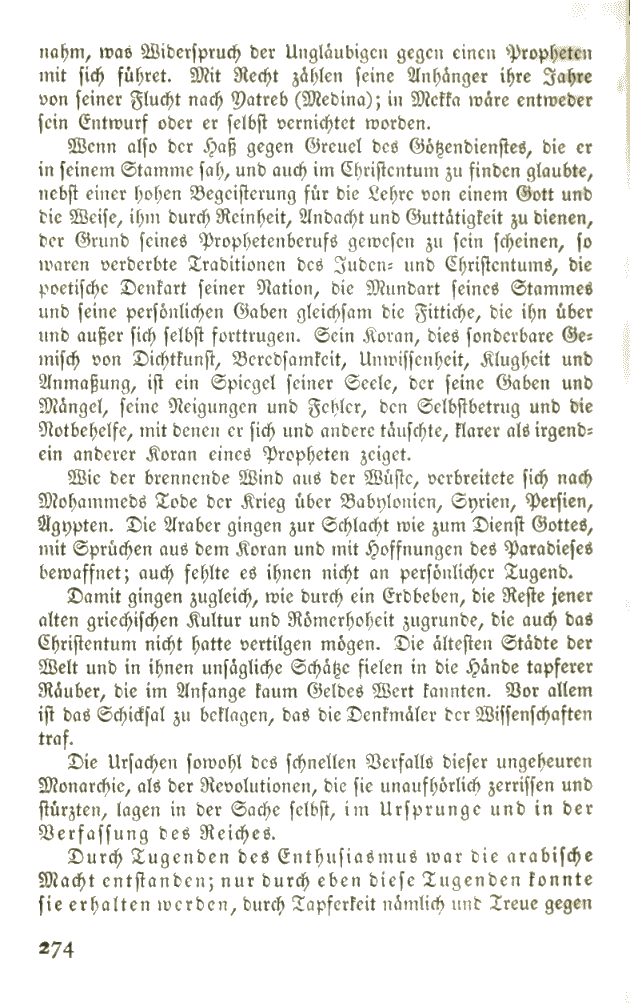 nahm, was Widerspruch der Ungläubigen gegen einen Propheten
mit sich führet. Mit Recht zählen seine Anhänger ihre Jahre
von seiner Flucht nach Yatreb (Medina); in Mekka wäre entweder
sein Entwurf oder er selbst vernichtet worden.
Wenn also der Haß gegen Greuel des Götzendienstes, die er
in seinem Stamme sah, und auch im Christentum zu finden glaubte,
nebst einer hohen Begeisterung für die Lehre von einem Gott und
die Weise, ihm durch Reinheit, Andacht und Guttätigkeit zu dienen,
der Grund seines Prophetenberufs gewesen zu sein scheinen, so
waren verderbte Traditionen des Juden- und Christentums, die
poetische Denkart seiner Nation, die Mundart seines Stammes
und seine persönlichen Gaben gleichsam die Fittiche, die ihn über
und außer sich selbst forttrugen. Sein Koran, dies sonderbare Ge-
misch von Dichtkunst, Beredsamkeit, Unwissenheit, Klugheit und
Anmaßung, ist ein Spiegel seiner Seele, der seine Gaben und
Mängel, seine Neigungen und Fehler, den Selbstbetrug und die
Notbehelfe, mit denen er sich und andere täuschte, klarer als irgend-
ein anderer Koran eines Propheten zeiget.
Wie der brennende Wind aus der Wüste, verbreitete sich nach
Mohammeds Tode der Krieg über Babylonien, Syrien, Persien,
Ägypten. Die Araber gingen zur Schlacht wie zum Dienst Gottes,
mit Sprüchen aus dem Koran und mit Hoffnungen des Paradieses
bewaffnet; auch fehlte es ihnen nicht an persönlicher Tugend.
Damit gingen zugleich, wie durch ein Erdbeben, die Reste jener
alten griechischen Kultur und Römerhoheit zugrunde, die auch das
Christentum nicht hatte vertilgen mögen. Die ältesten Städte der
Welt und in ihnen unsägliche Schätze fielen in die Hände tapferer
Räuber, die im Anfange kaum Geldes Wert kannten. Vor allem
ist das Schicksal zu beklagen, das die Denkmäler der Wissenschaften
traf.
Die Ursachen sowohl des schnellen Verfalls dieser ungeheuren
Monarchie, als der Revolutionen, die sie unaufhörlich zerrissen und
stürzten, lagen in der Sache selbst, im Ursprunge und in der
Verfassung des Reiches.
Durch Tugenden des Enthusiasmus war die arabische
Macht entstanden; nur durch eben diese Tugenden konnte
sie erhalten werden, durch Tapferkeit nämlich und Treue gegen
274